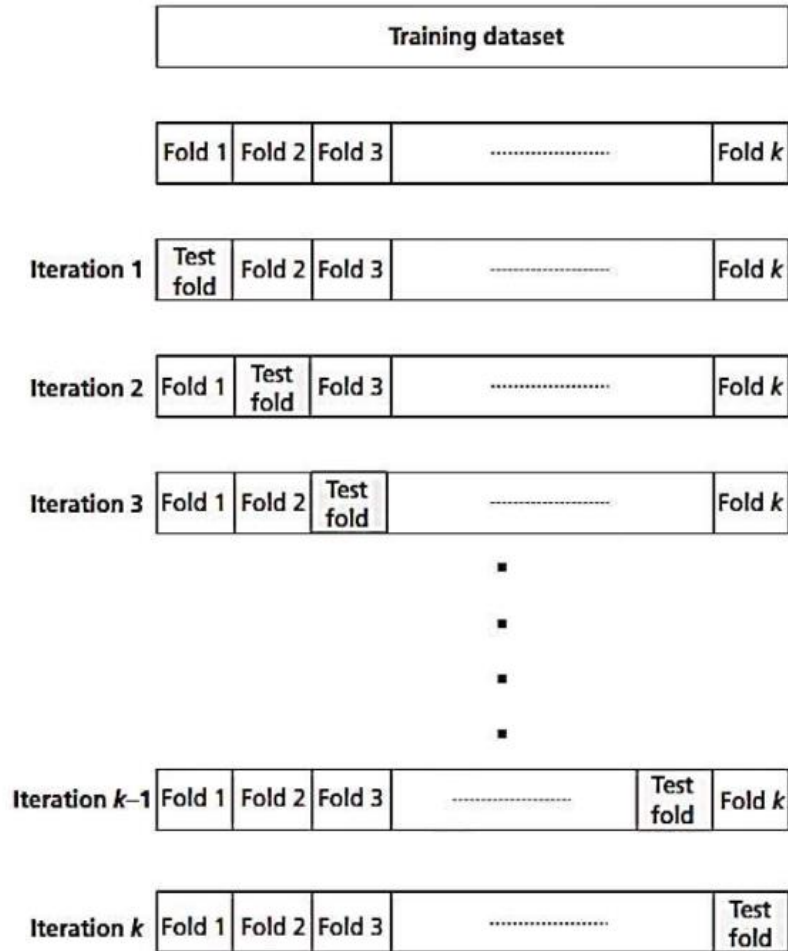 Training dataset
Fold 1 Fold 2 Fold 3 Fold k
Iteration 1 Test fold Fold 2 Fold 3 Fold k
Iteration 2 Fold 1 Test fold Fold 3 Fold k
Iteration 3 Fold 1 Fold 2 Test fold Fold k
Iteration k–1 Fold 1 Fold 2 Fold 3 Test fold Fold k
Iteration k Fold 1 Fold 2 Fold 3 Test fold